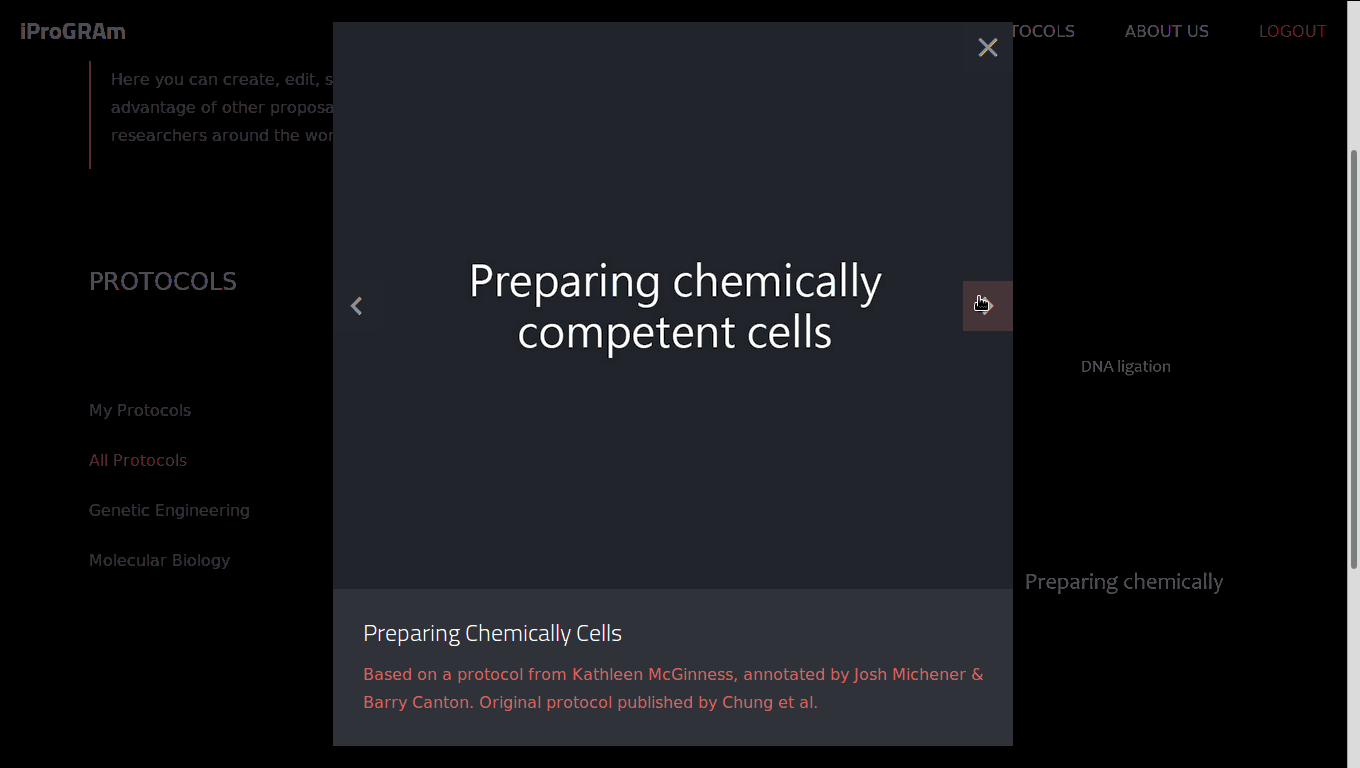 iProGRAm
TOCOLS
ABOUT US
LOGOUT
Here you can create, edit, s
advantage of other proposa
researchers around the wor
PROTOCOLS
My Protocols
All Protocols
Genetic Engineering
Molecular Biology
Preparing chemically
competent cells
Preparing Chemically Cells
Based on a protocol from Kathleen McGinness, annotated by Josh Michener &
Barry Canton. Original protocol published by Chung et al.
DNA ligation
Preparing chemically